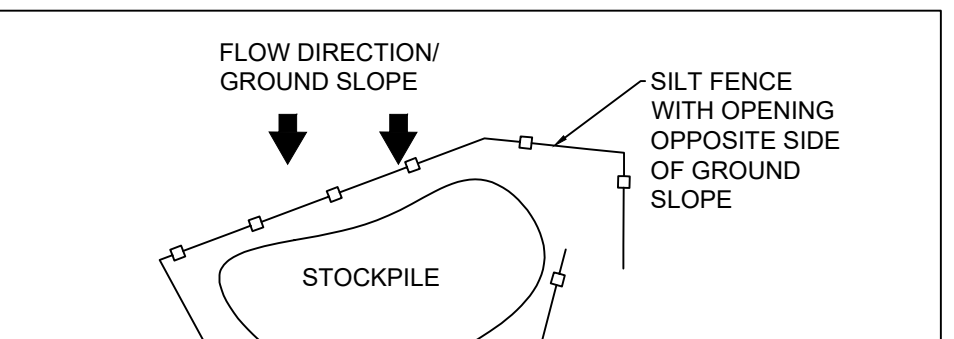 FLOW DIRECTION/
GROUND SLOPE
SILT FENCE
WITH OPENING
OPPOSITE SIDE
OF GROUND
SLOPE
STOCKPILE